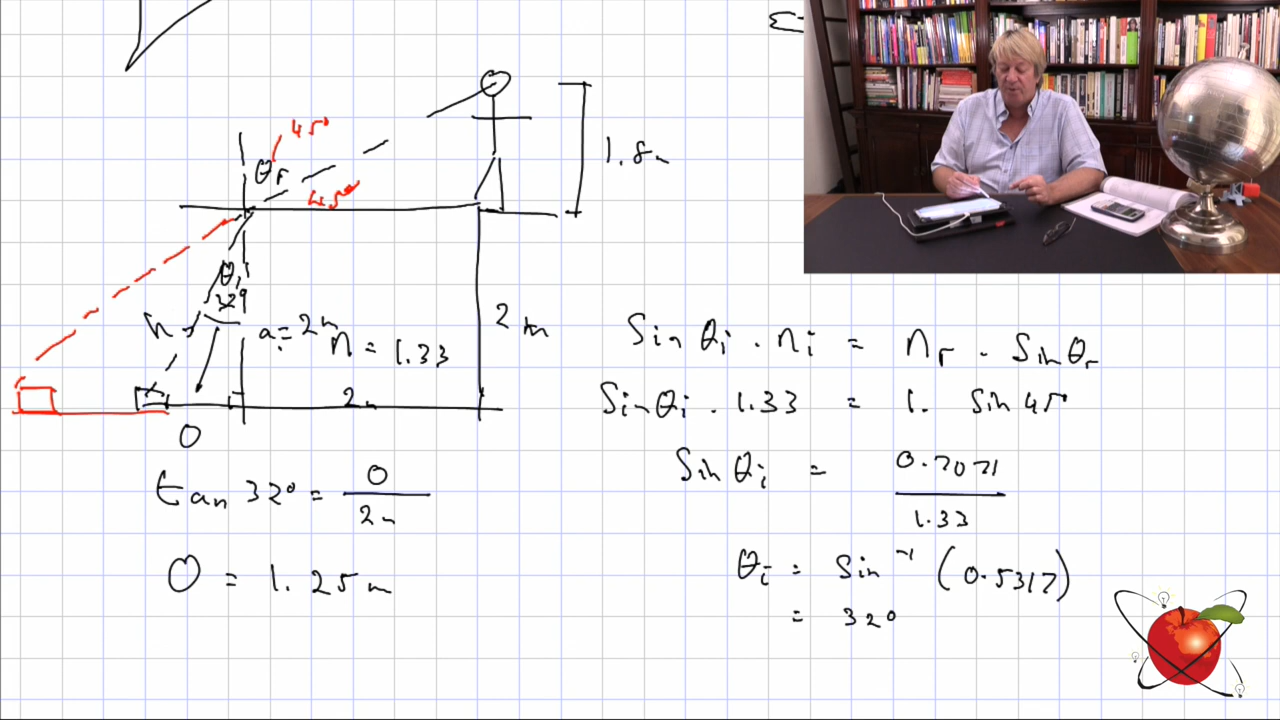 45°
θr
45°
1.8m
θi
32°
h
a = 2m
n = 1.33
2m
2m
O
tan 32° = O / 2m
O = 1.25m
Sin θi . ni = nr . Sin θr
Sin θi . 1.33 = 1. Sin 45°
Sin θi = 0.7071 / 1.33
θi = Sin⁻¹ (0.5317)
= 32°